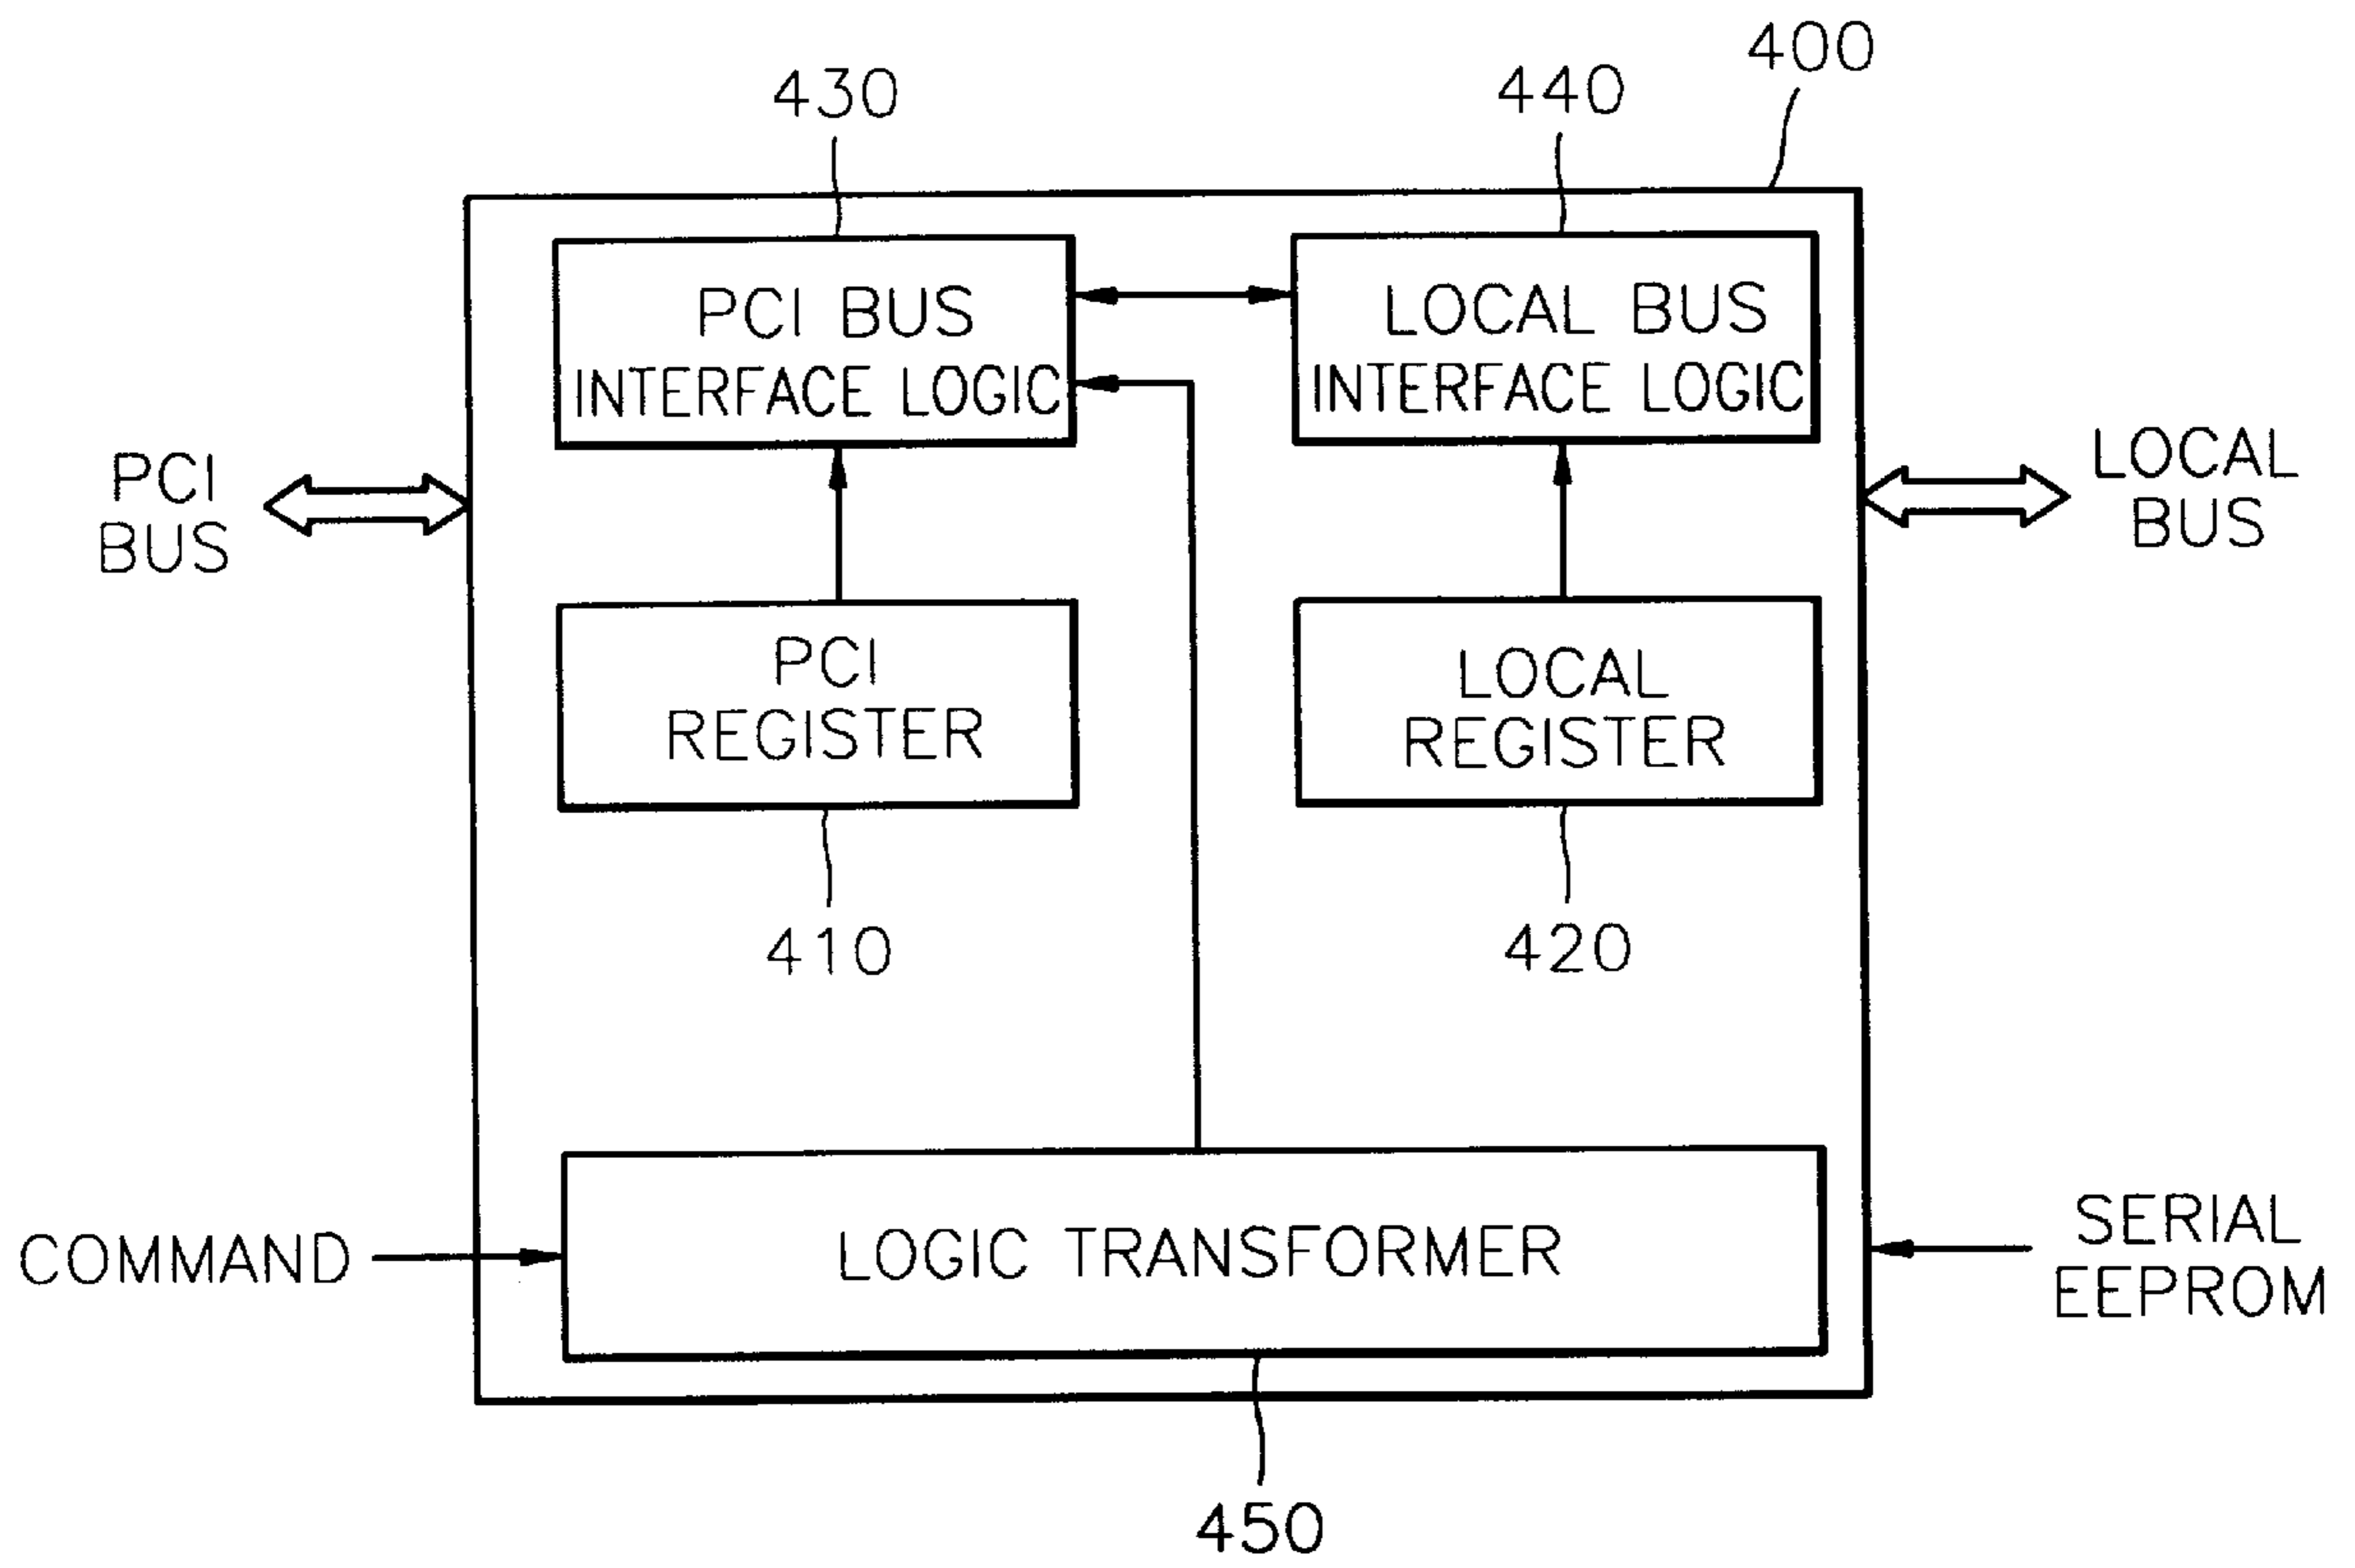 400
430
440
PCI BUS
INTERFACE LOGIC
LOCAL BUS
INTERFACE LOGIC
PCI
BUS
LOCAL
BUS
PCI
REGISTER
LOCAL
REGISTER
410
420
COMMAND
LOGIC TRANSFORMER
SERIAL
EEPROM
450